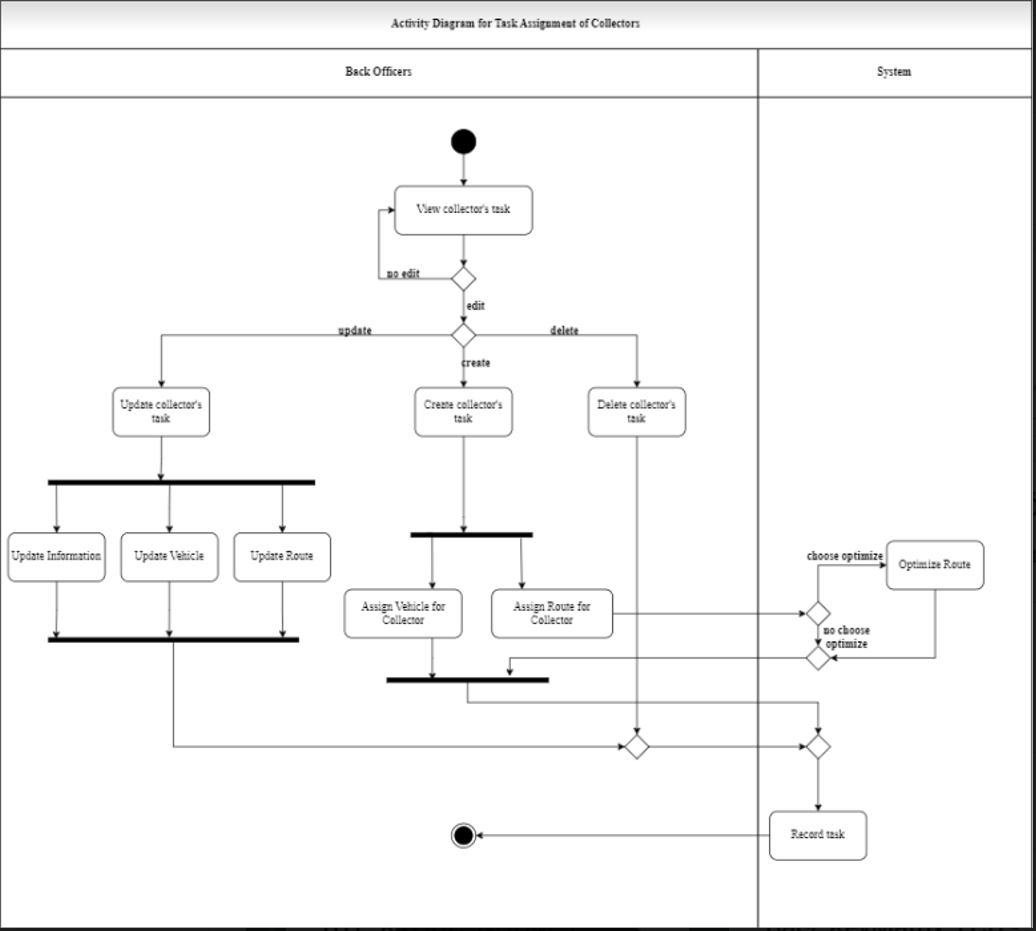 Activity Diagram for Task Assignment of Collectors
Back Officers
System
View collector's task
no edit
edit
update
delete
create
Update collector's
task
Create collector's
task
Delete collector's
task
Update Information
Update Vehicle
Update Route
choose optimize
Optimize Route
Assign Vehicle for
Collector
Assign Route for
Collector
no choose
optimize
Record task